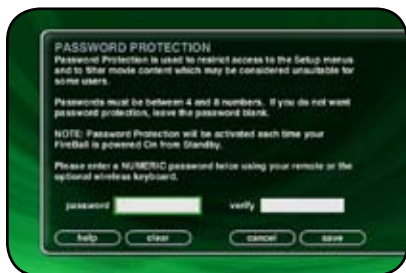 PASSWORD PROTECTION
Password Protection is used to restrict access to the Setup menus
and to filter movie content which may be considered unsuitable for
some users.
Passwords must be between 4 and 8 numbers. If you do not want
password protection, leave the password blank.
NOTE: Password Protection will be activated each time your
FireBall is powered On from Standby.
Please enter a NUMERIC password twice using your remote or the
optional wireless keyboard.
password verify
help clear cancel save